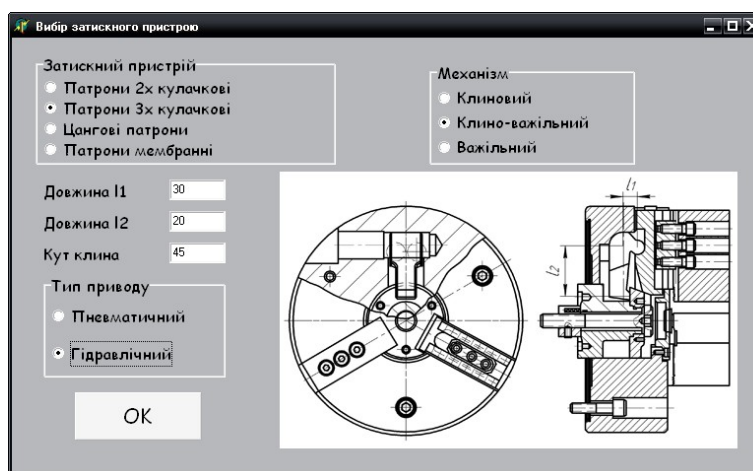 Вибір затискного пристрою
Затискний пристрій
Патрони 2х кулачкові
Патрони 3х кулачкові
Цангові патрони
Патрони мембранні
Механізм
Клиновий
Клино-важільний
Важільний
Довжина l1 30
Довжина l2 20
Кут клина 45
Тип приводу
Пневматичний
Гідравлічний
OK
l1
l2